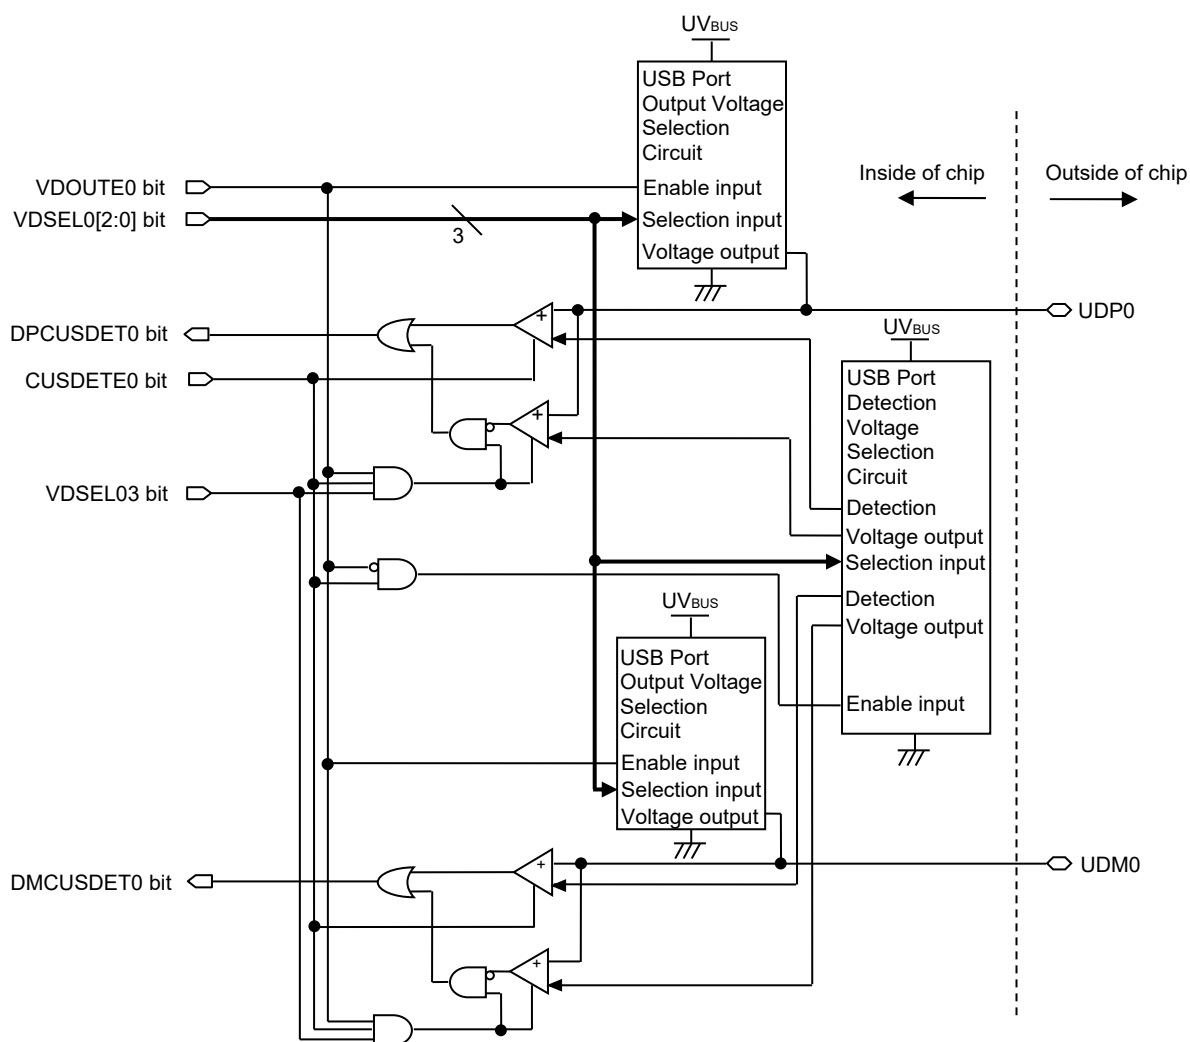 UVBUS
USB Port
Output Voltage
Selection
Circuit
Enable input
Selection input
Voltage output
Inside of chip
Outside of chip
VDOUTE0 bit
VDSEL0[2:0] bit
3
DPCUSDET0 bit
+
UDP0
CUSDETE0 bit
+
VDSEL03 bit
UVBUS
USB Port
Detection
Voltage
Selection
Circuit
Detection
Voltage output
Selection input
Detection
Voltage output
Enable input
UVBUS
USB Port
Output Voltage
Selection
Circuit
Enable input
Selection input
Voltage output
DMCUSDET0 bit
+
UDM0
+